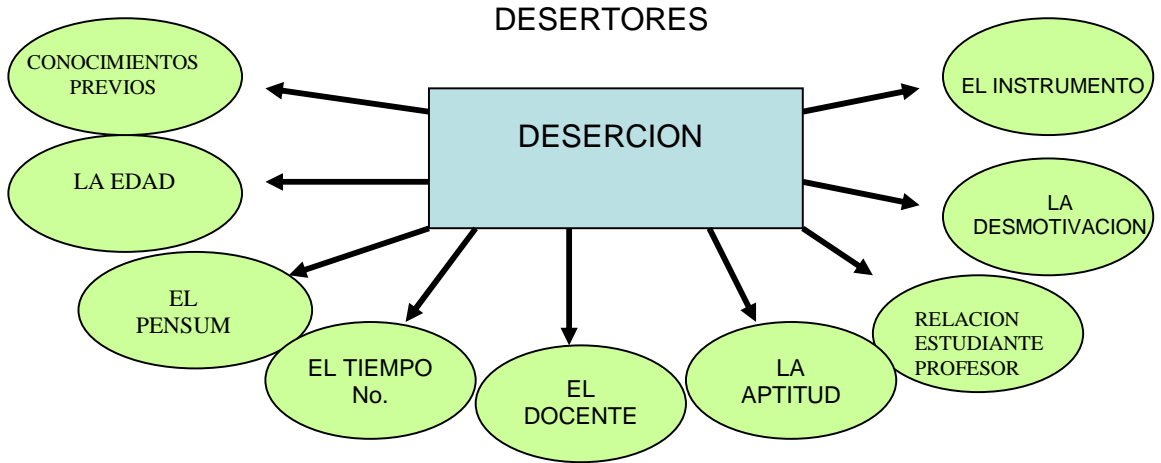 DESERTORES
CONOCIMIENTOS
PREVIOS
EL INSTRUMENTO
DESERCION
LA EDAD
LA
DESMOTIVACION
EL
PENSUM
RELACION
ESTUDIANTE
PROFESOR
EL TIEMPO
No.
EL
DOCENTE
LA
APTITUD